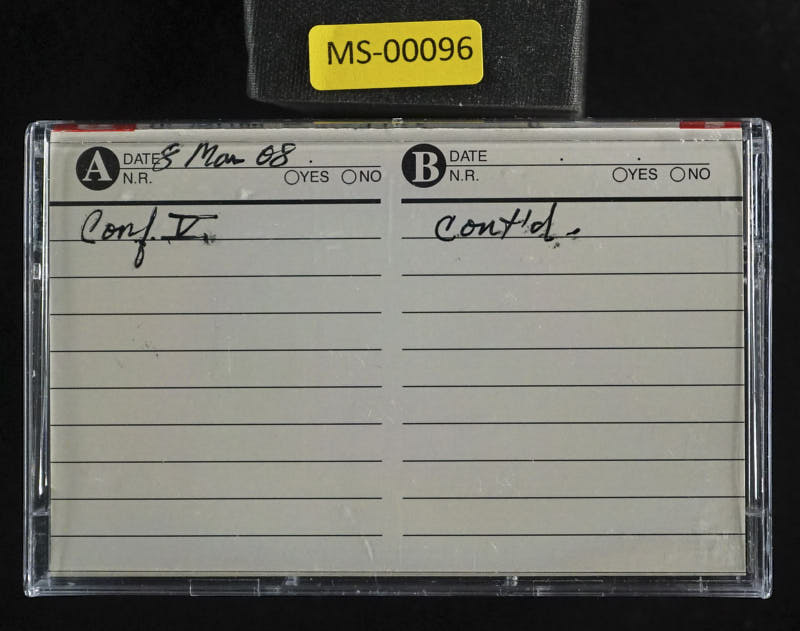 MS-00096
A DATE 8 Mar 08
N.R. YES NO
Conf. V.
B DATE
N.R. YES NO
Cont'd.